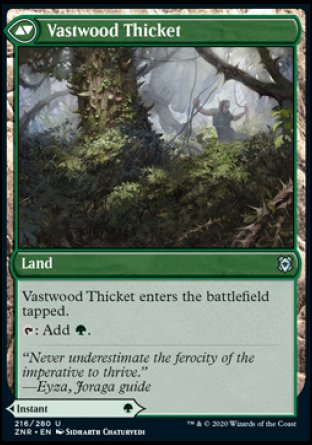 Vastwood Thicket
Land
Vastwood Thicket enters the battlefield
tapped.
: Add .
“Never underestimate the ferocity of the
imperative to thrive.”
—Eyza, Joraga guide
Instant
216/280 U
ZNR • EN Sidharth Chaturvedi
™ & © 2020 Wizards of the Coast